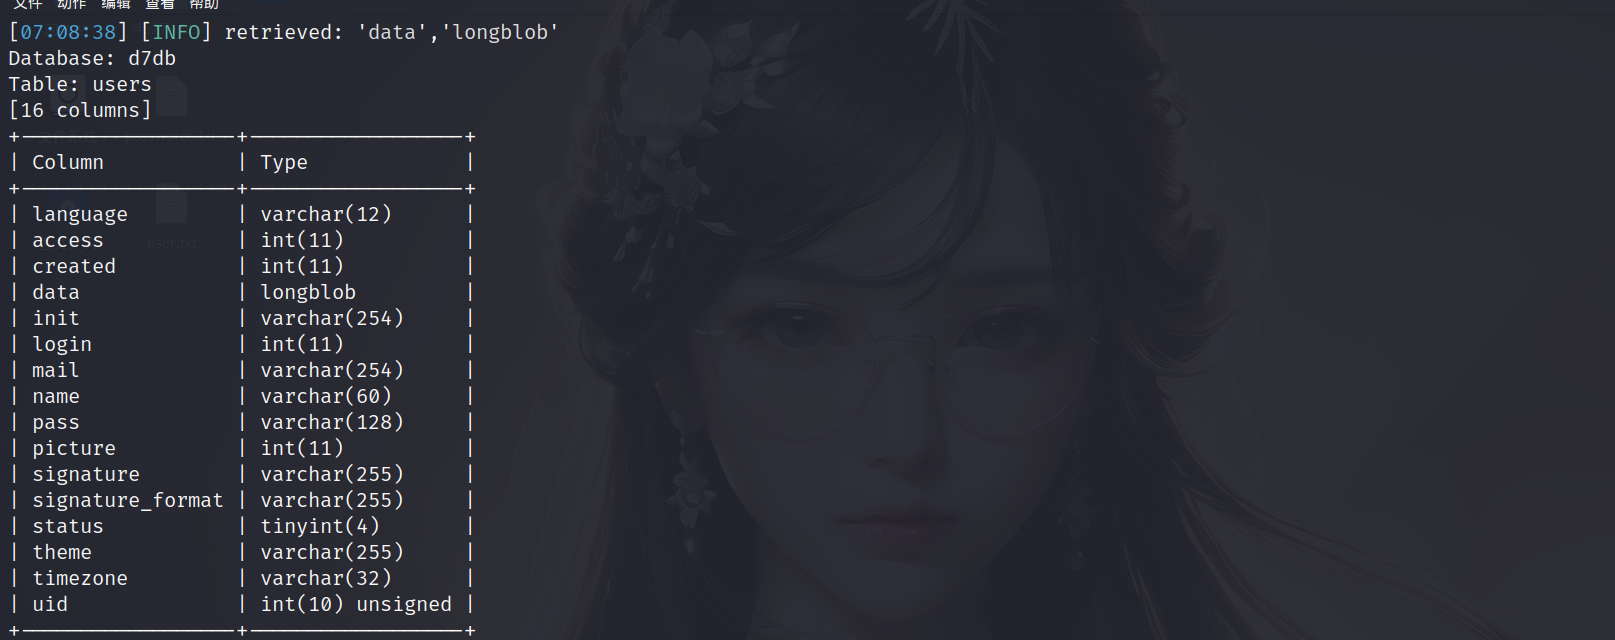 文件 动作 编辑 查看 帮助
[07:08:38] [INFO] retrieved: 'data','longblob'
Database: d7db
Table: users
[16 columns]
| Column | Type |
| language | varchar(12) |
| access | int(11) |
| created | int(11) |
| data | longblob |
| init | varchar(254) |
| login | int(11) |
| mail | varchar(254) |
| name | varchar(60) |
| pass | varchar(128) |
| picture | int(11) |
| signature | varchar(255) |
| signature_format | varchar(255) |
| status | tinyint(4) |
| theme | varchar(255) |
| timezone | varchar(32) |
| uid | int(10) unsigned |
user.txt